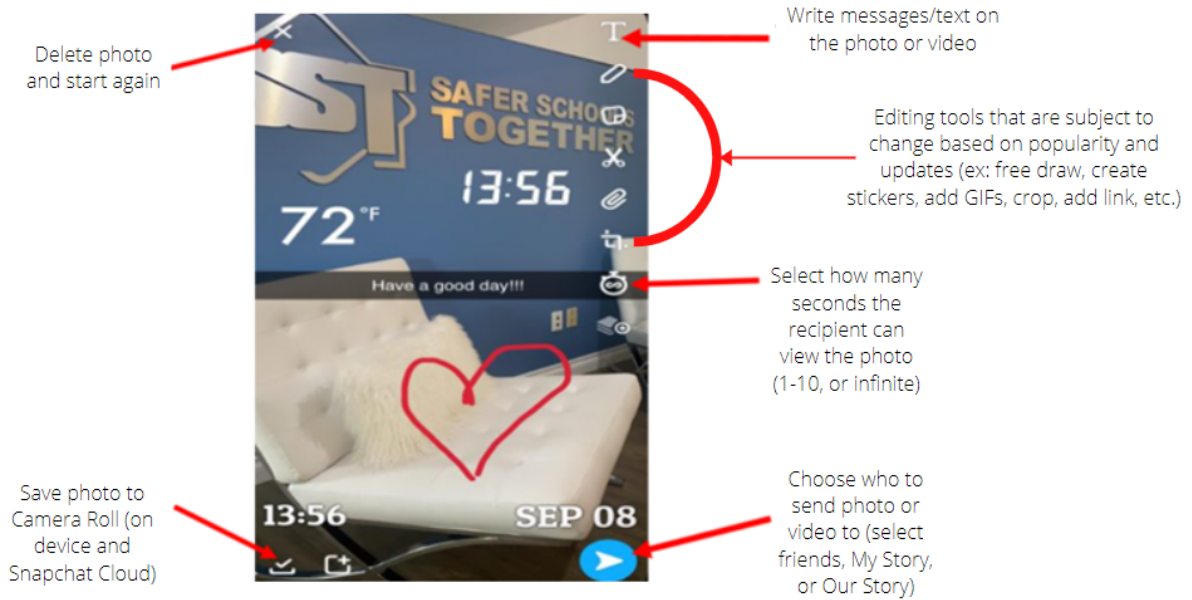 Delete photo
and start again
Write messages/text on
the photo or video
Editing tools that are subject to
change based on popularity and
updates (ex: free draw, create
stickers, add GIFs, crop, add link, etc.)
Select how many
seconds the
recipient can
view the photo
(1-10, or infinite)
Choose who to
send photo or
video to (select
friends, My Story,
or Our Story)
Save photo to
Camera Roll (on
device and
Snapchat Cloud)
T
ST
SAFER SCHOOLS
TOGETHER
13:56
72°F
Have a good day!!!
13:56
SEP 08